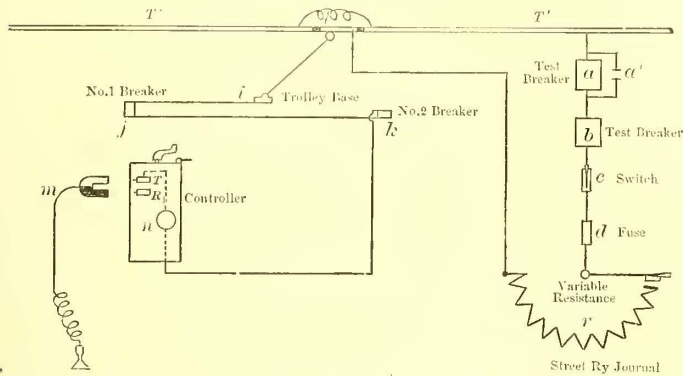 T'
T'
Test
Breaker
a
a'
No.1 Breaker
i
Trolley Base
j
No.2 Breaker
k
b
Test Breaker
m
T
R
Controller
n
c
Switch
d
Fuse
Variable
Resistance
r
Street Ry Journal